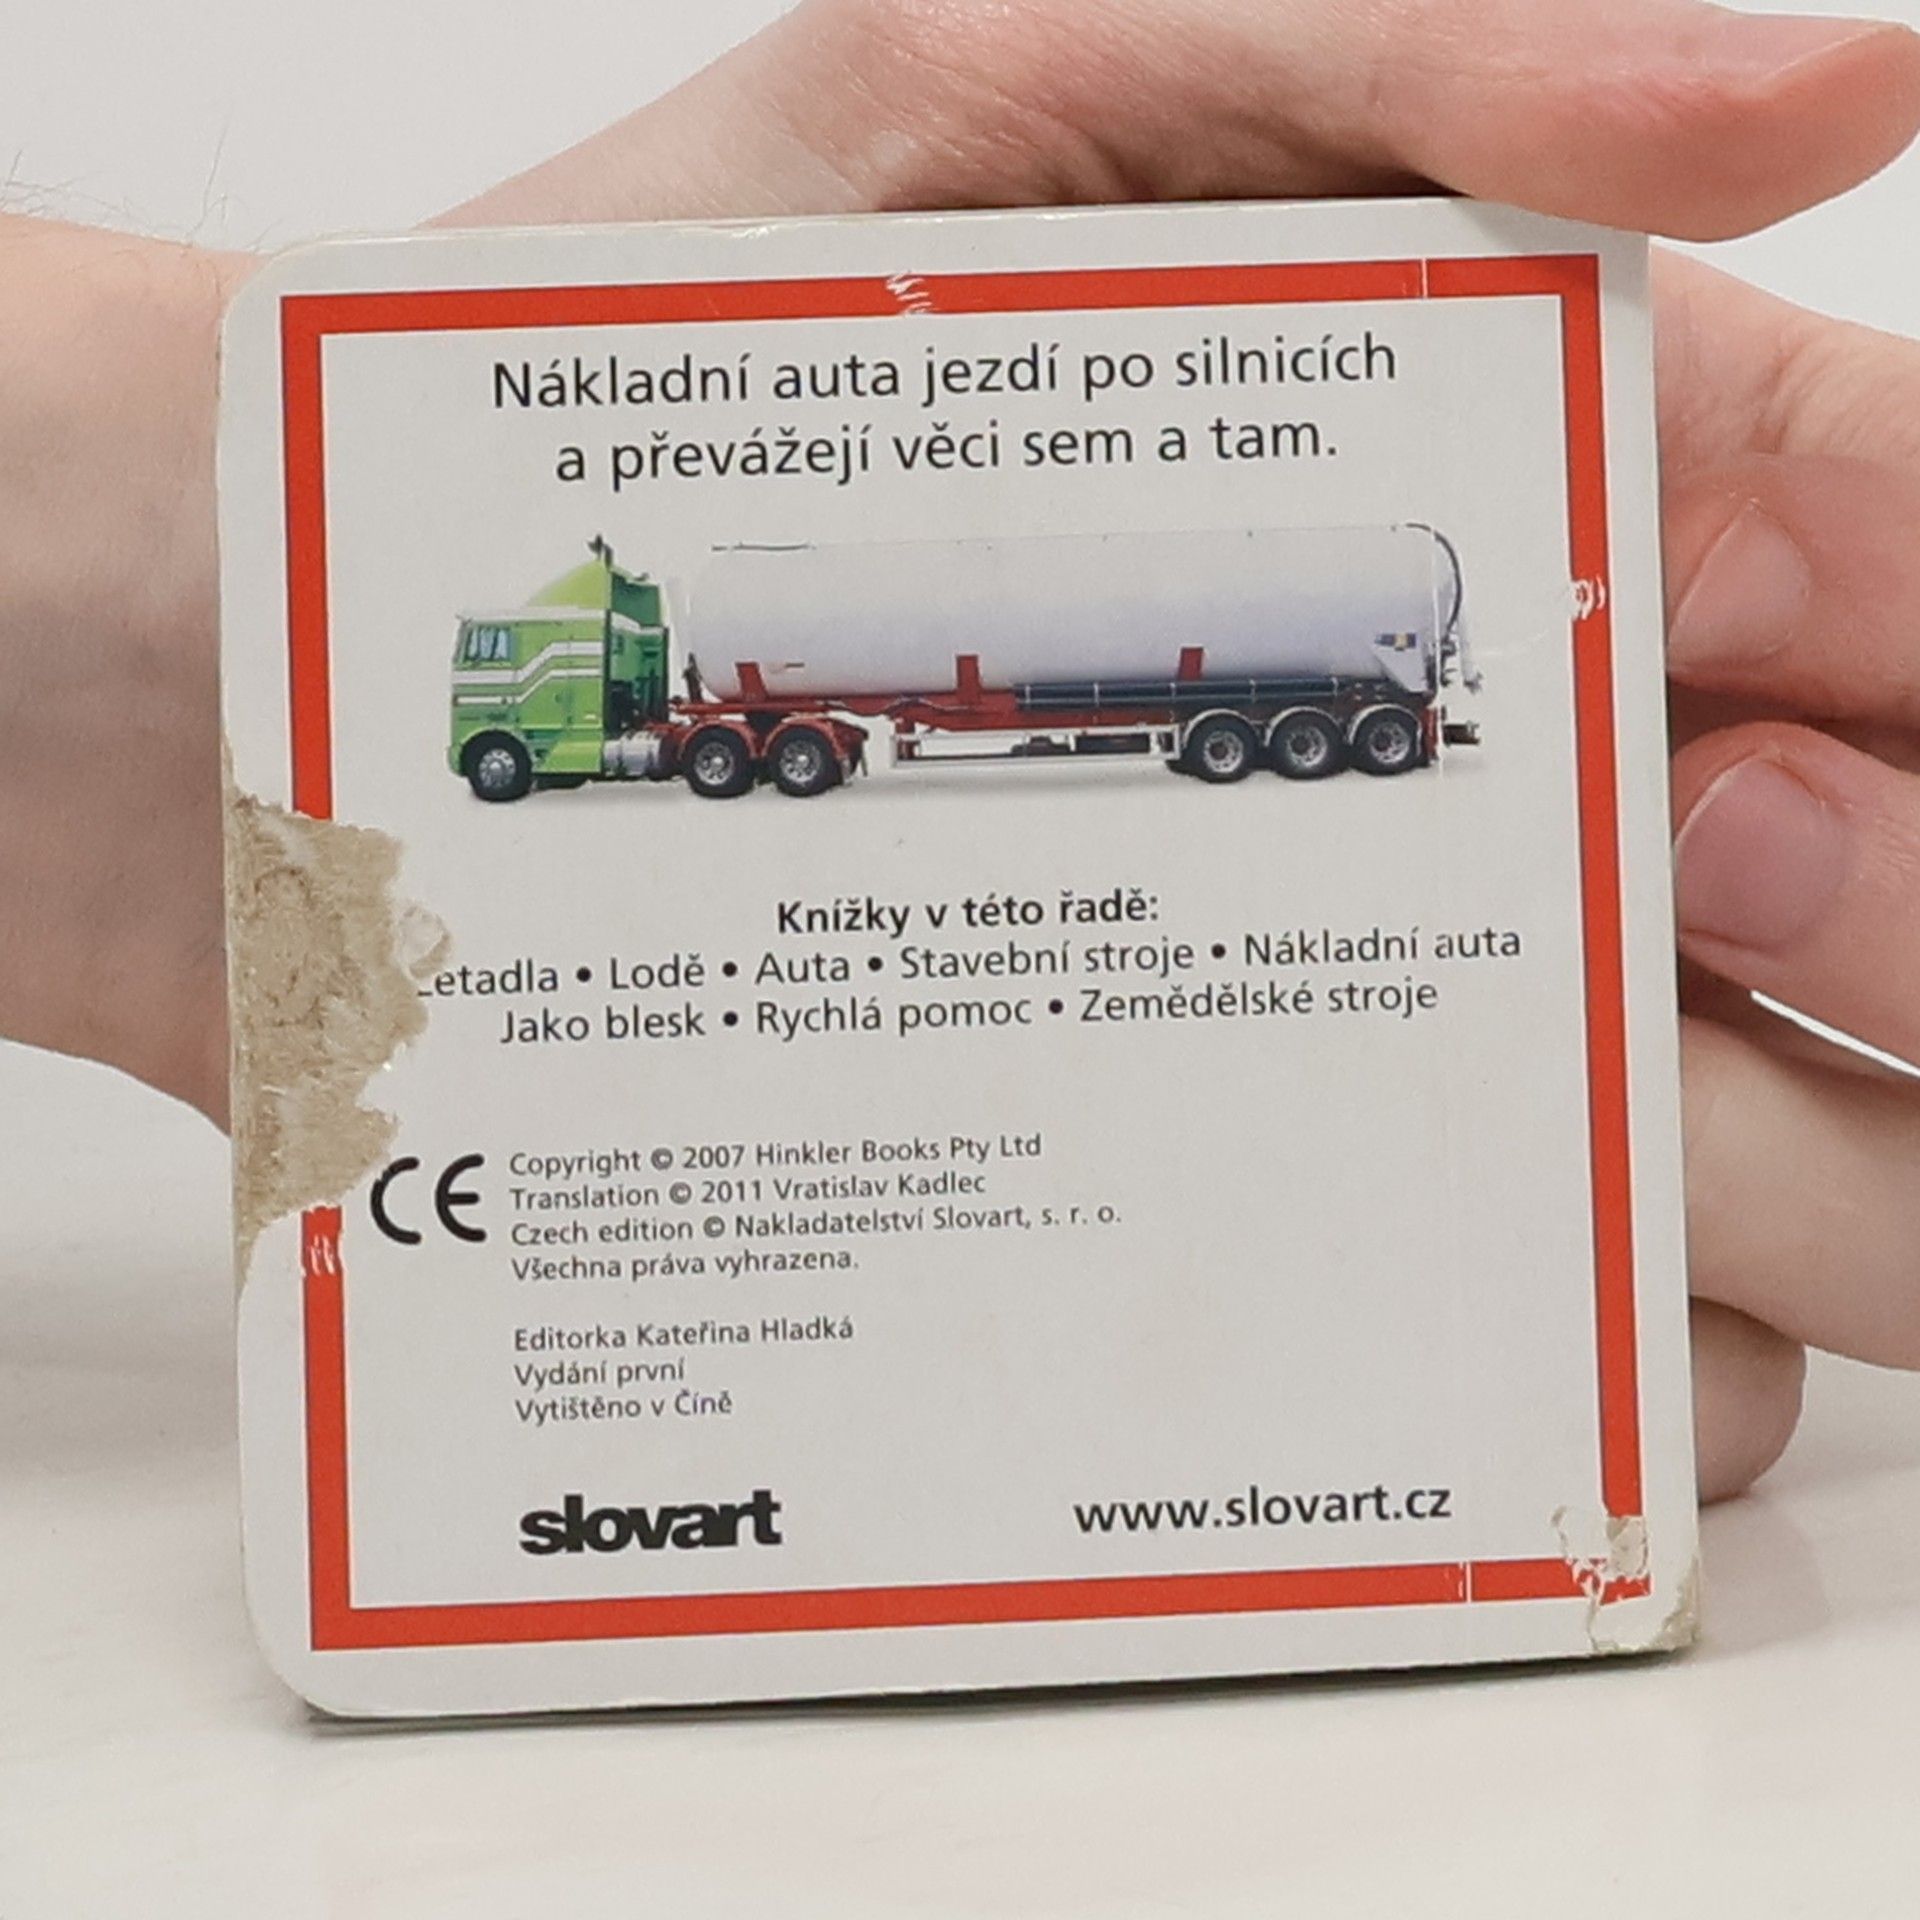 Nákladní auta jezdí po silnicích
a převážejí věci sem a tam.
Knížky v této řadě:
Letadla • Lodě • Auta • Stavební stroje • Nákladní auta
Jako blesk • Rychlá pomoc • Zemědělské stroje
CE
Copyright © 2007 Hinkler Books Pty Ltd
Translation © 2011 Vratislav Kadlec
Czech edition © Nakladatelství Slovart, s. r. o.
Všechna práva vyhrazena.
Editorka Kateřina Hladká
Vydání první
Vytištěno v Číně
slovart
www.slovart.cz